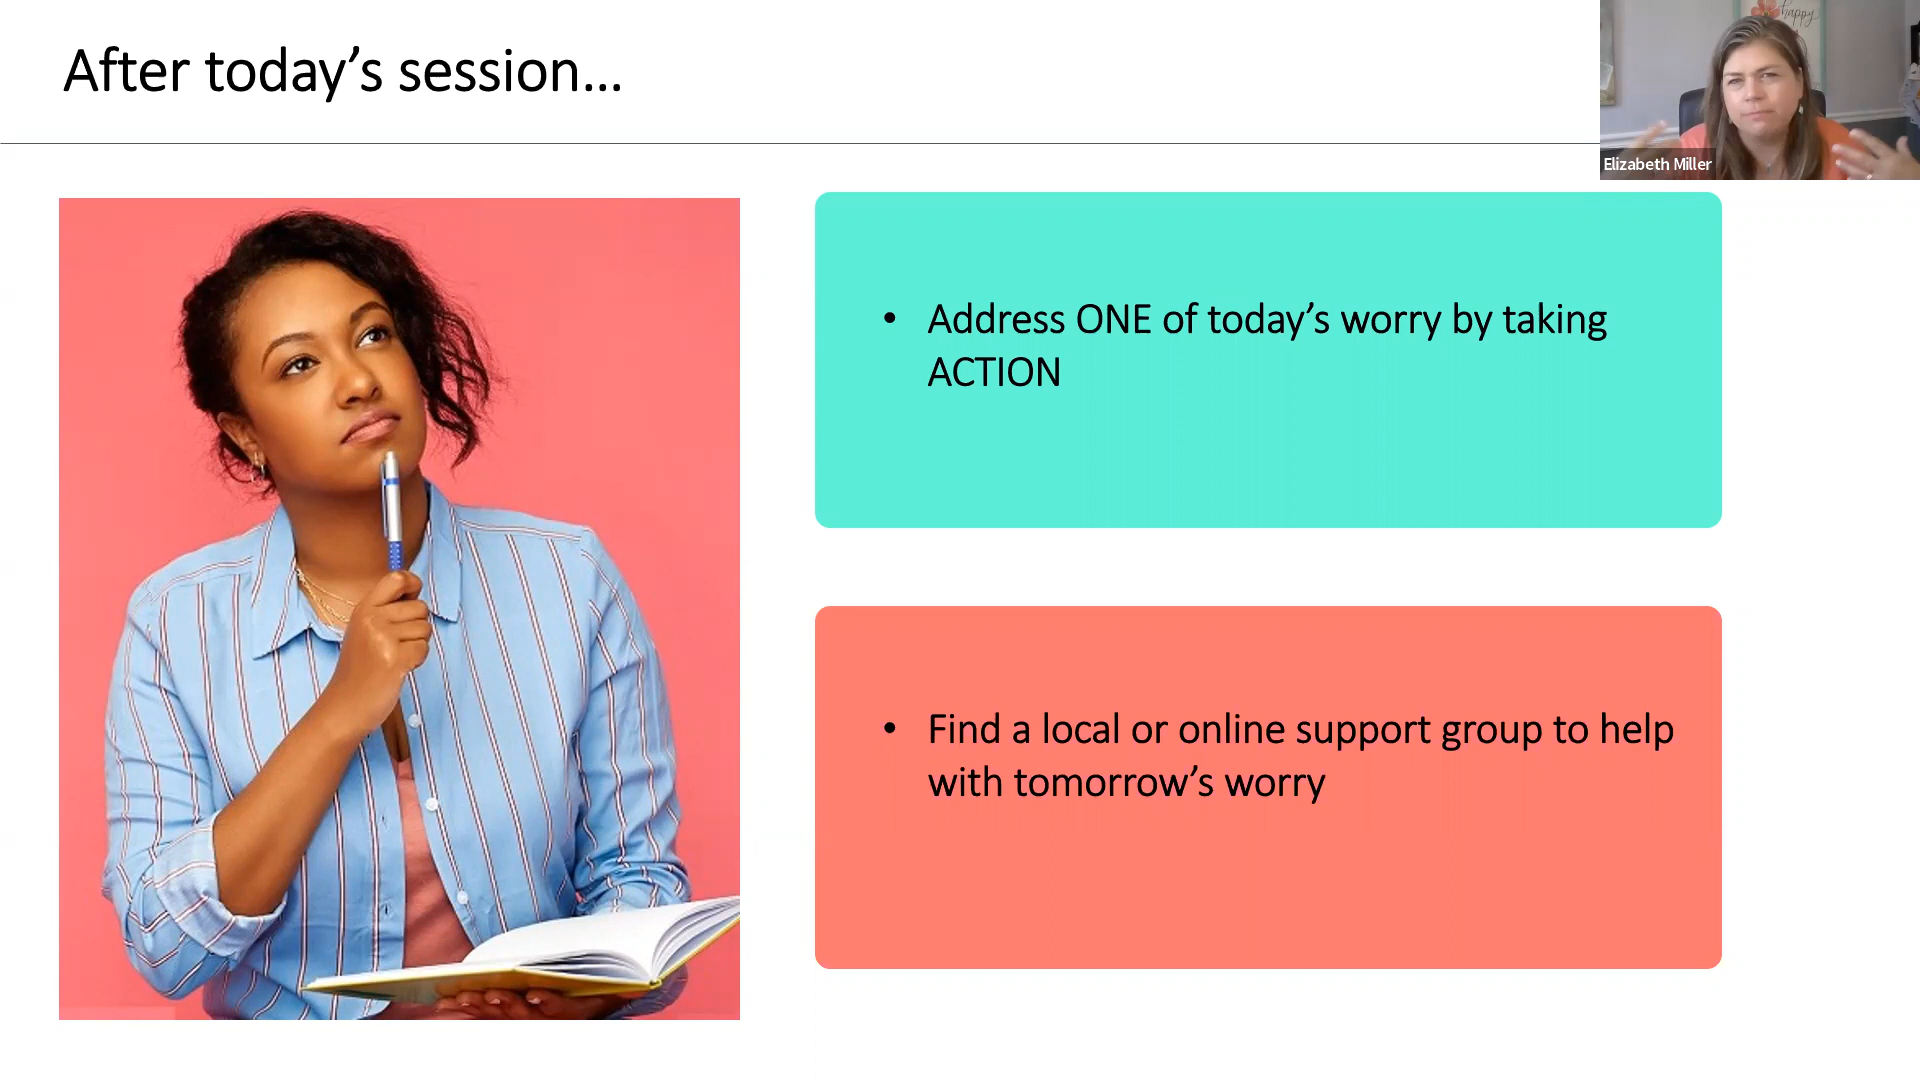 After today’s session…
happy
Elizabeth Miller
• Address ONE of today’s worry by taking
ACTION
• Find a local or online support group to help
with tomorrow’s worry